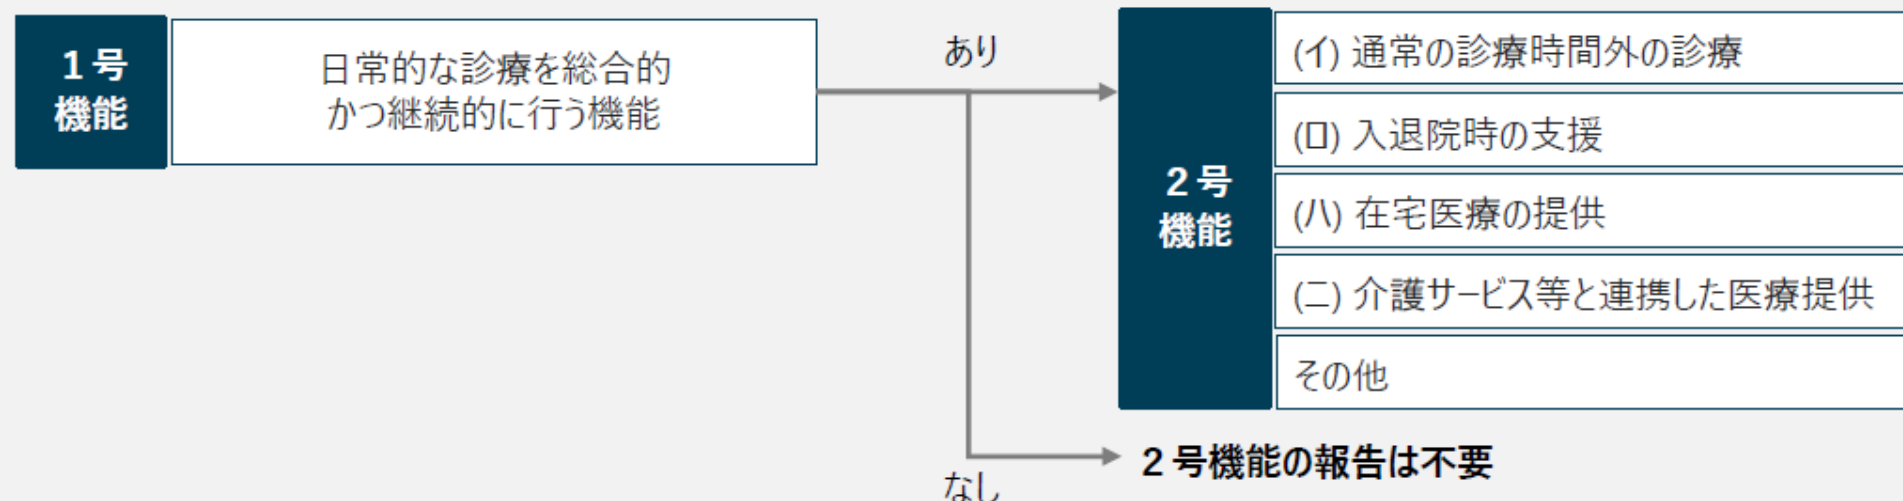 1号
機能
日常的な診療を総合的
かつ継続的に行う機能
あり
2号
機能
(イ) 通常の診療時間外の診療
(ロ) 入退院時の支援
(ハ) 在宅医療の提供
(ニ) 介護サービス等と連携した医療提供
その他
2号機能の報告は不要
なし